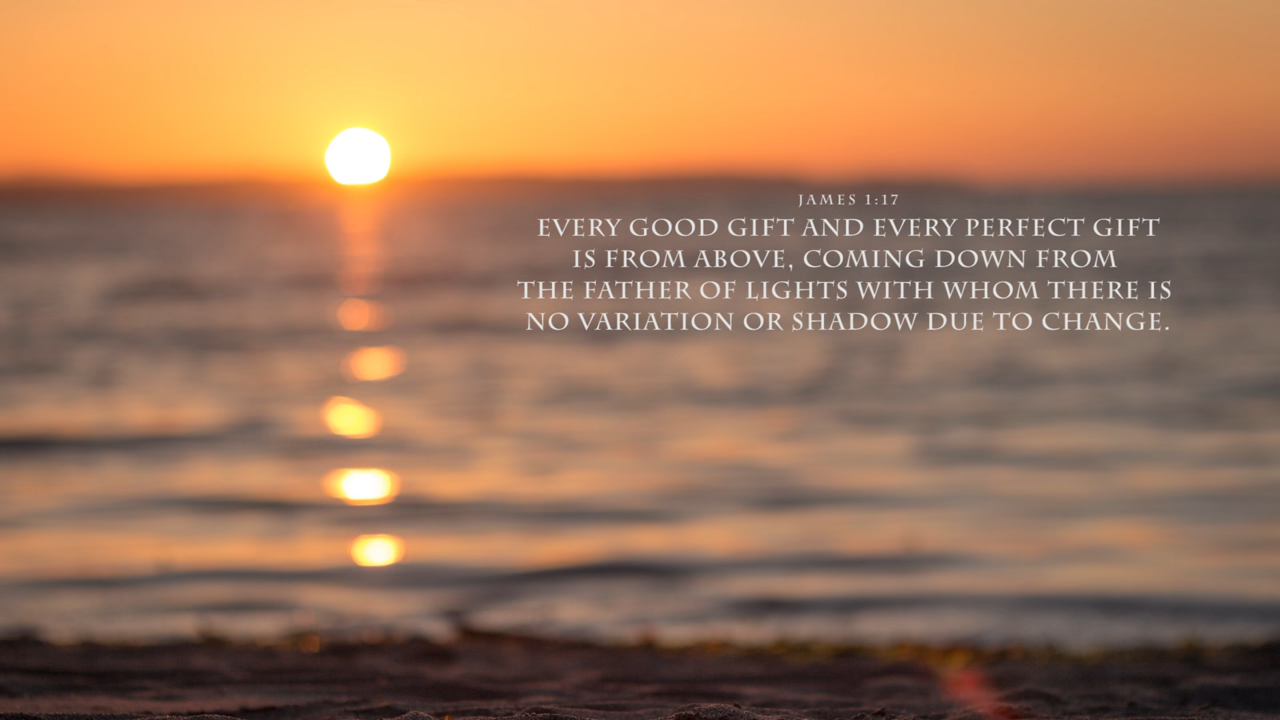 JAMES 1:17
EVERY GOOD GIFT AND EVERY PERFECT GIFT
IS FROM ABOVE, COMING DOWN FROM
THE FATHER OF LIGHTS WITH WHOM THERE IS
NO VARIATION OR SHADOW DUE TO CHANGE.